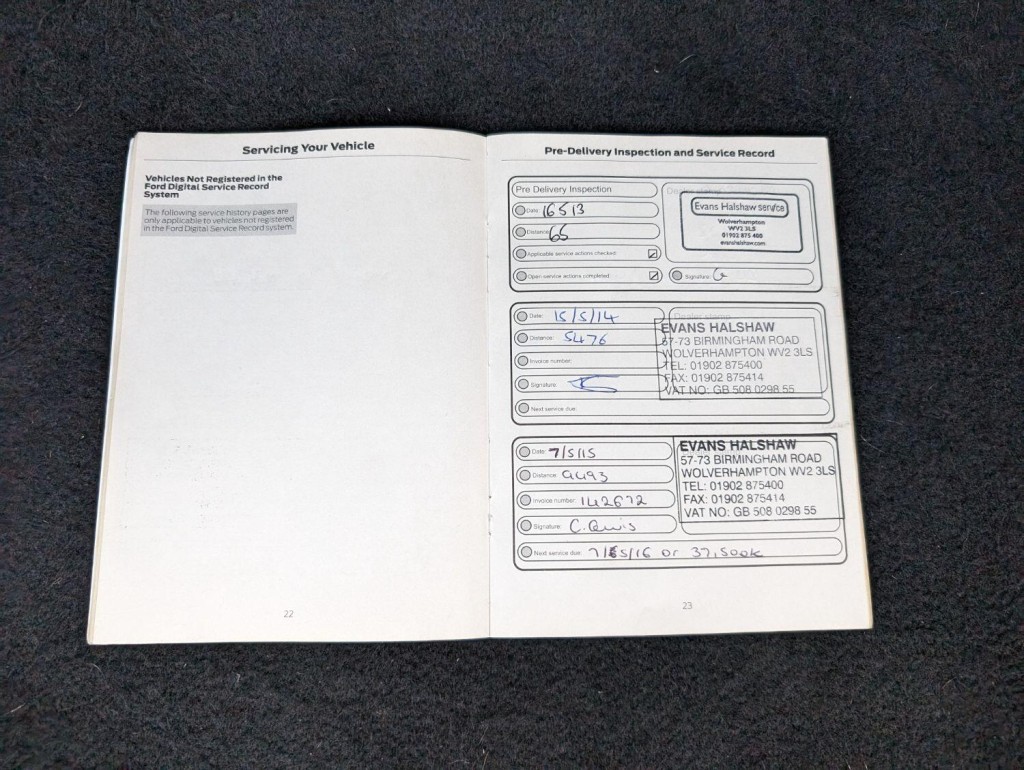 Servicing Your Vehicle
Vehicles Not Registered in the
Ford Digital Service Record
System
The following service history pages are
only applicable to vehicles not registered
in the Ford Digital Service Record system.
22
Pre-Delivery Inspection and Service Record
Pre Delivery Inspection
Date: 16 5 13
Distance: 65
Applicable service actions checked:
Open service actions completed:
Dealer stamp
Evans Halshaw service
Wolverhampton
WV2 3LS
01902 875 400
evanshalshaw.com
Signature:
Date: 15/5/14
Distance: 5476
Invoice number:
Signature:
Next service due:
Dealer stamp
EVANS HALSHAW
57-73 BIRMINGHAM ROAD
WOLVERHAMPTON WV2 3LS
TEL: 01902 875400
FAX: 01902 875414
VAT NO: GB 508 0298 55
Date: 7/5/15
Distance: 9493
Invoice number: 142672
Signature: C. Lewis
Next service due: 7/5/16 or 37,500k
EVANS HALSHAW
57-73 BIRMINGHAM ROAD
WOLVERHAMPTON WV2 3LS
TEL: 01902 875400
FAX: 01902 875414
VAT NO: GB 508 0298 55
23